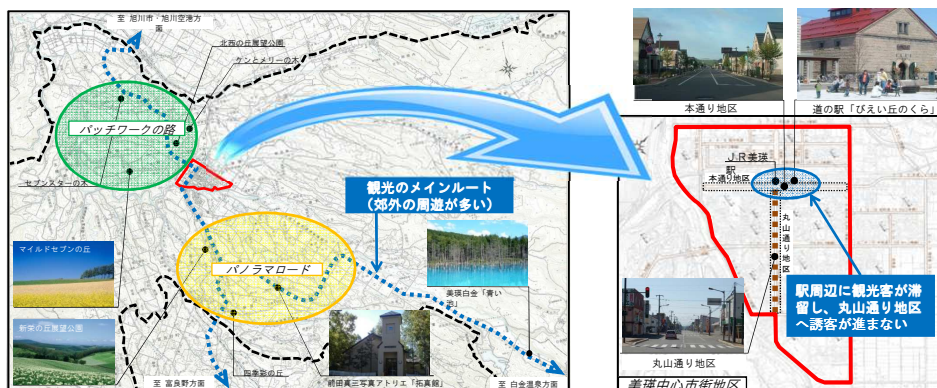 至 旭川市・旭川空港方
面
北西の丘展望公園
ケンとメリーの木
パッチワークの路
セブンスターの木
観光のメインルート
(郊外の周遊が多い)
マイルドセブンの丘
パノラマロード
美瑛白金「青い
池」
新栄の丘展望公園
四季彩の丘
至 富良野方面
前田真三写真アトリエ「拓真館」
至 白金温泉方面
本通り地区
道の駅「びえい丘のくら」
JR美瑛
駅
本通り地区
丸山通り地区
駅周辺に観光客が滞
留し、丸山通り地区
へ誘客が進まない
丸山通り地区
美瑛中心市街地区